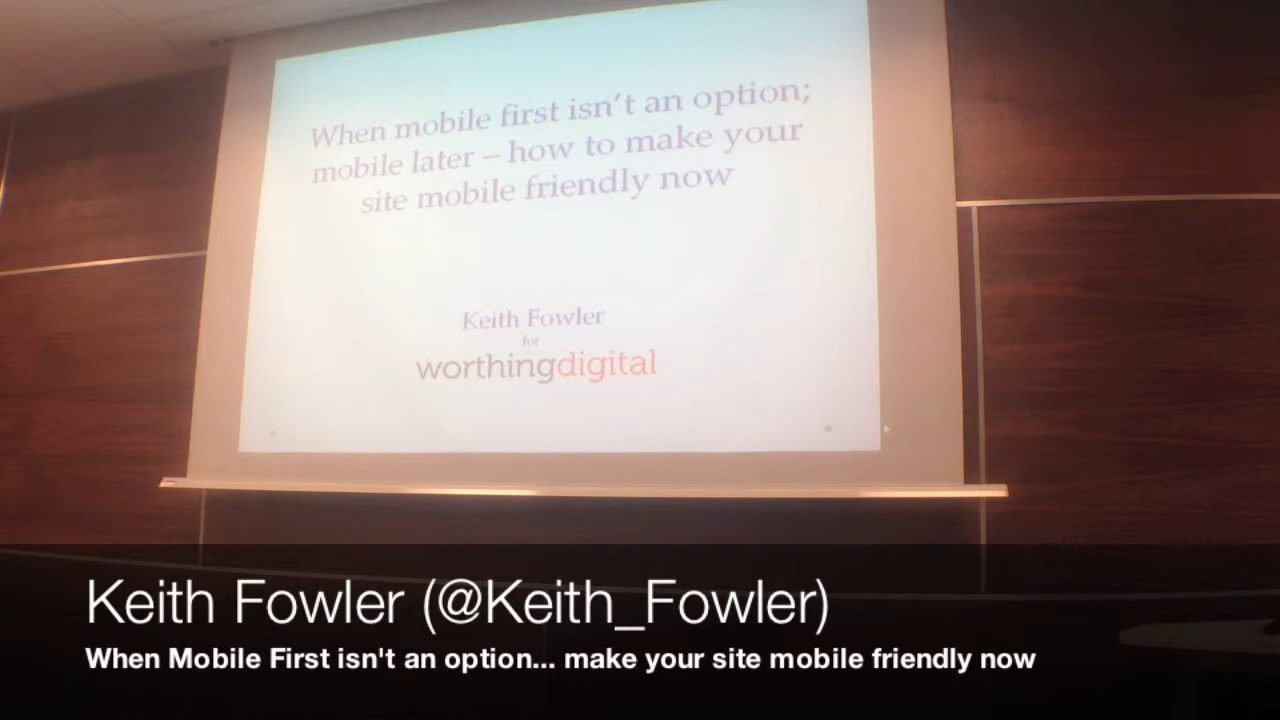 When mobile first isn't an option;
mobile later – how to make your
site mobile friendly now
Keith Fowler
for
worthingdigital
Keith Fowler (@Keith_Fowler)
When Mobile First isn't an option... make your site mobile friendly now